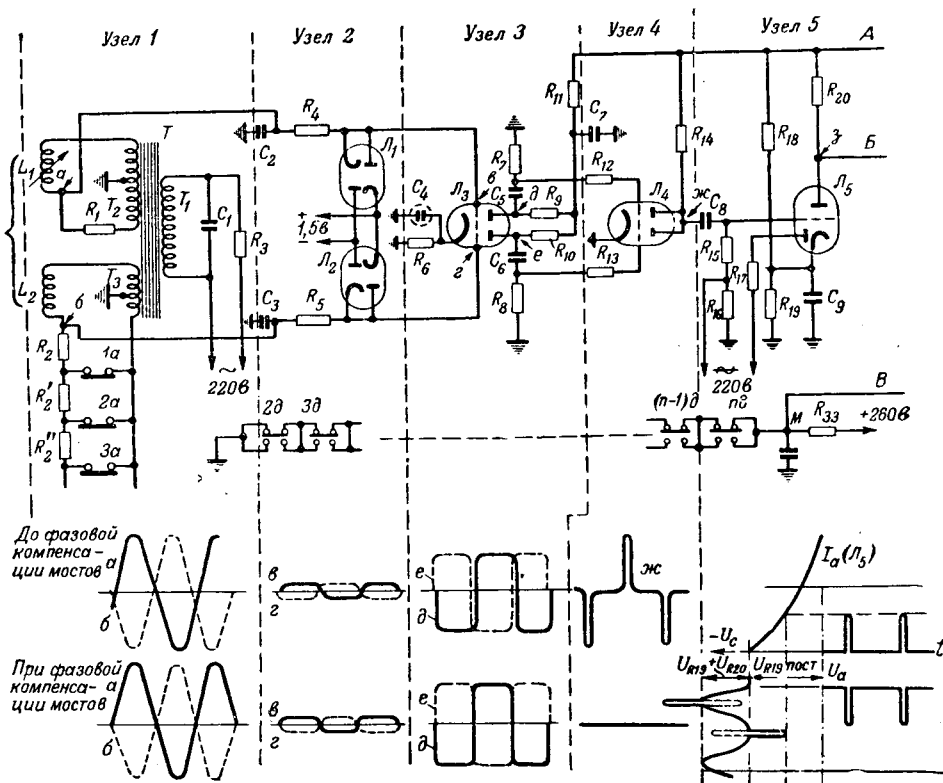 Узел 1 Узел 2 Узел 3 Узел 4 Узел 5
А
R4 R11 C7 R14 R18 R20
T C2 Л1 R7 R12 з Б
L1 а T2 T1 C1 R3 C4 Л3 в C5 д R9 Л4 ж C8 Л5
R1 + 1,5в –
R6 г е R10 R15 R17
L2 T3 Л2 C6 R13
б C3 R5 R8 R16 R19 C9
R2
1а
~ 220в ~ 220в
R2'
2а 2д 3д (n-1)д nд В
М R33 +260в
R2''
3а
До фазовой
компенса-
ции мостов
а б в г е д ж Iа(Л5)
-Uc t
При фазовой
компенса-
ции мостов
UR19+UR20 UR19 пост Uа
а б в г е д